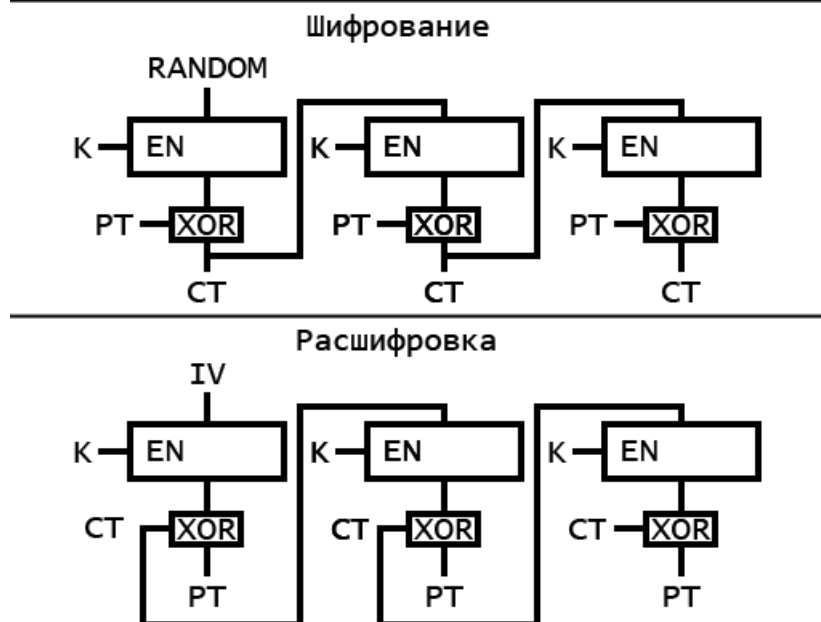 Шифрование
RANDOM
K EN K EN K EN
PT XOR PT XOR PT XOR
CT CT CT
Расшифровка
IV
K EN K EN K EN
CT XOR CT XOR CT XOR
PT PT PT